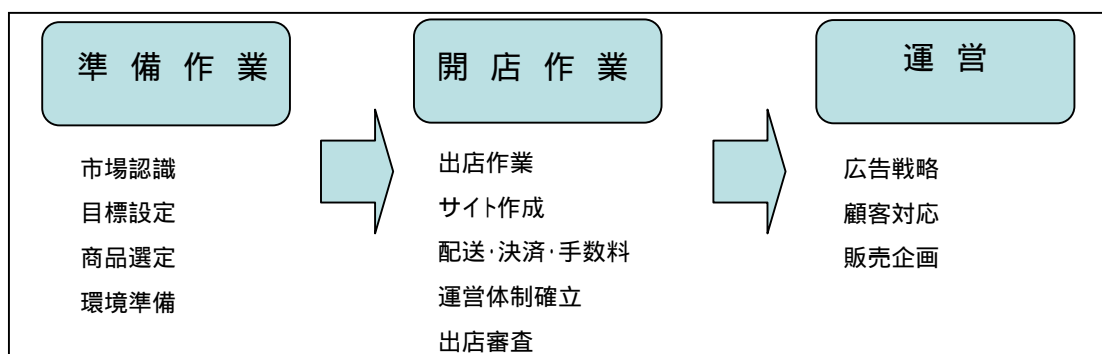 準備作業
市場認識
目標設定
商品選定
環境準備
開店作業
出店作業
サイト作成
配送・決済・手数料
運営体制確立
出店審査
運営
広告戦略
顧客対応
販売企画